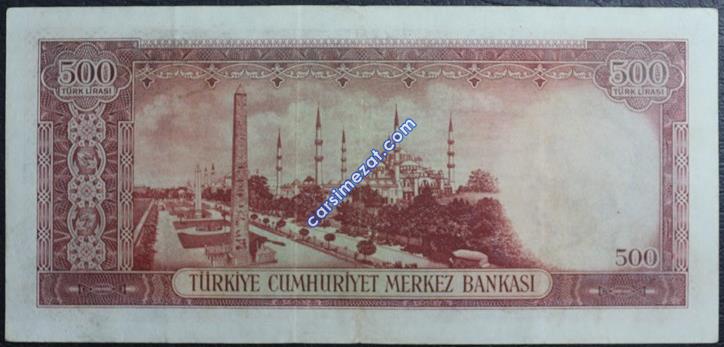 500
TÜRK LİRASI
500
TÜRK LİRASI
carsimezat.com
500
TÜRKİYE CUMHURİYET MERKEZ BANKASI